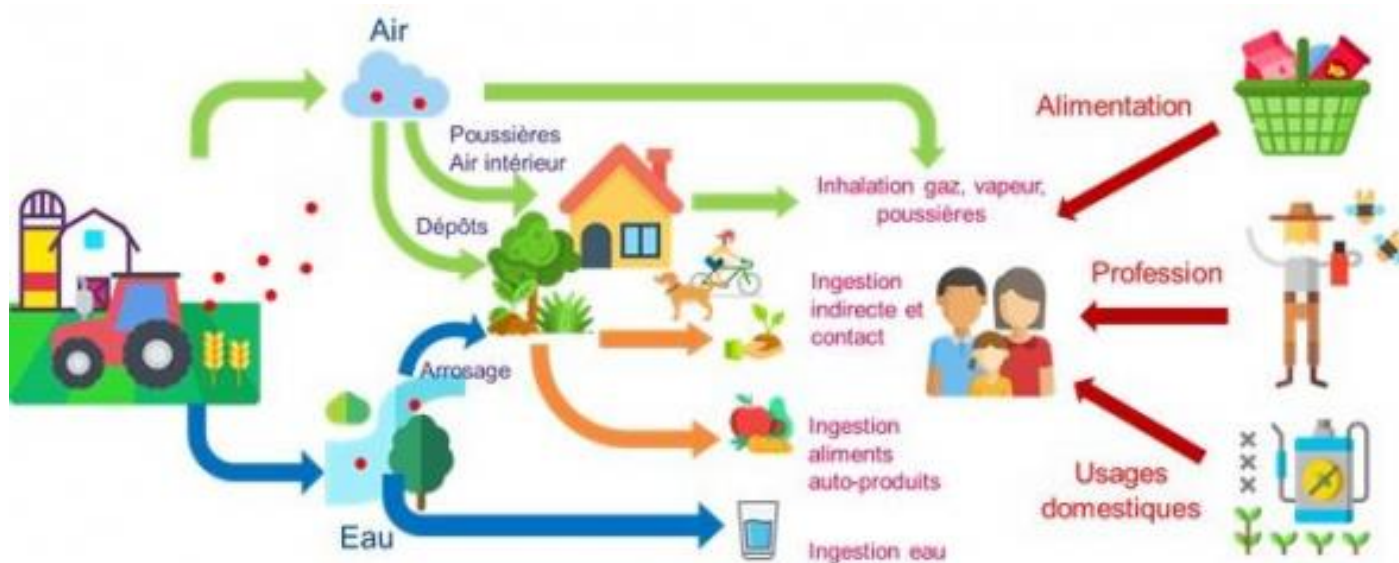 Air
Poussières
Air intérieur
Dépôts
Arrosage
Eau
Inhalation gaz, vapeur,
poussières
Ingestion
indirecte et
contact
Ingestion
aliments
auto-produits
Ingestion eau
Alimentation
Profession
Usages
domestiques